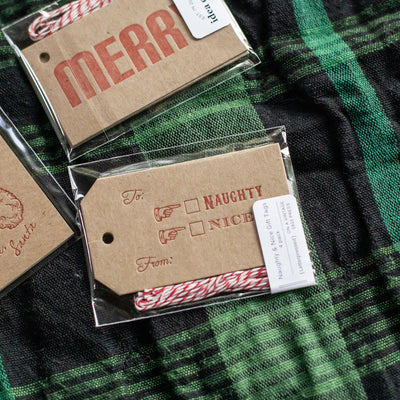 idea c
MERR
To:
NAUGHTY
NICE
From:
Naughty & Nice Gift Tags
Santa